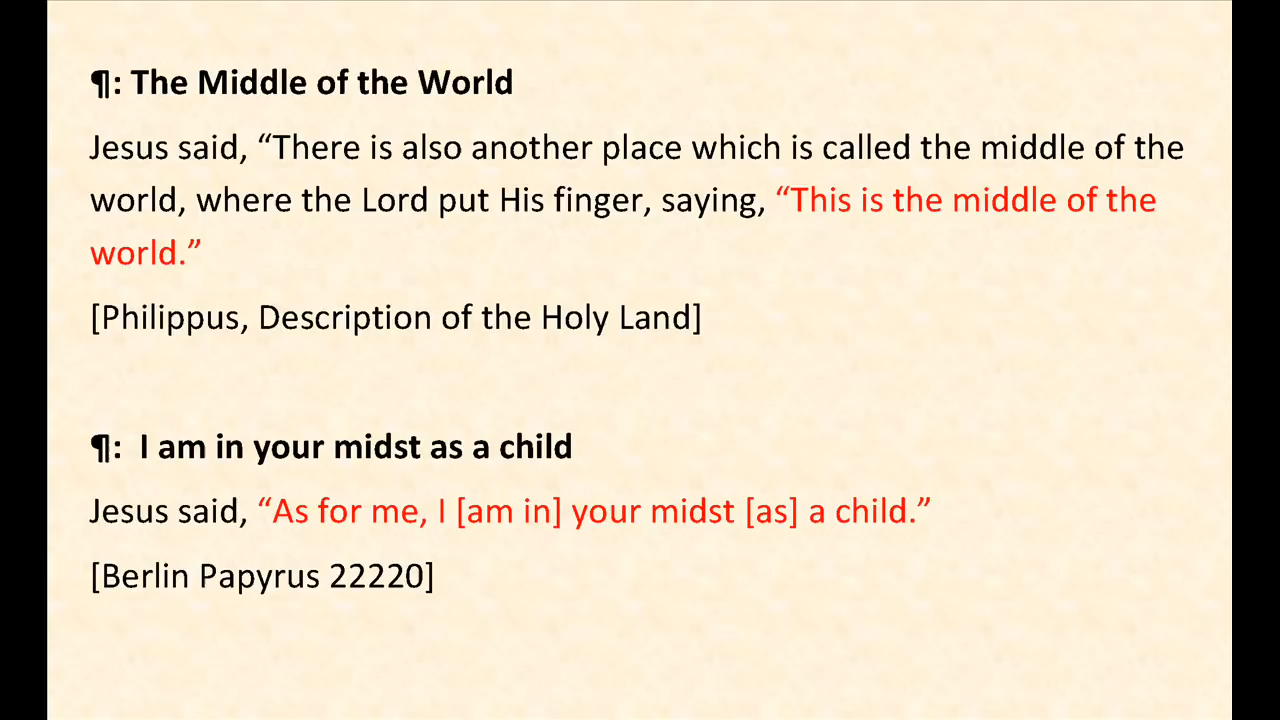 ¶: The Middle of the World
Jesus said, “There is also another place which is called the middle of the
world, where the Lord put His finger, saying, “This is the middle of the
world.”
[Philippus, Description of the Holy Land]
¶:  I am in your midst as a child
Jesus said, “As for me, I [am in] your midst [as] a child.”
[Berlin Papyrus 22220]